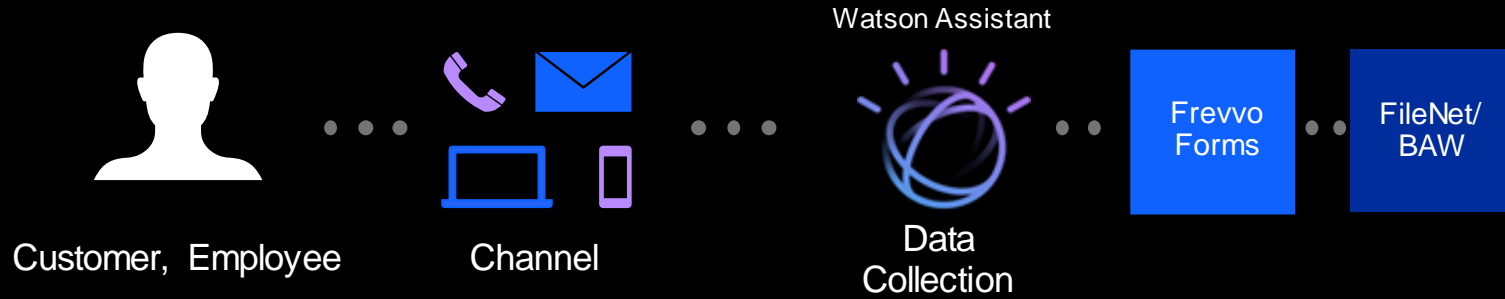 Watson Assistant
Frevvo
Forms
FileNet/
BAW
Customer, Employee
Channel
Data
Collection